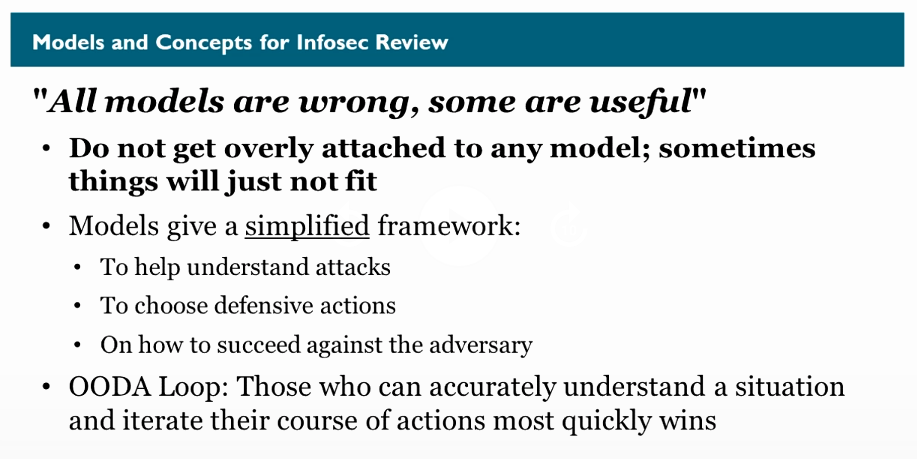 Models and Concepts for Infosec Review
"All models are wrong, some are useful"
• Do not get overly attached to any model; sometimes
things will just not fit
• Models give a simplified framework:
• To help understand attacks
• To choose defensive actions
• On how to succeed against the adversary
• OODA Loop: Those who can accurately understand a situation
and iterate their course of actions most quickly wins